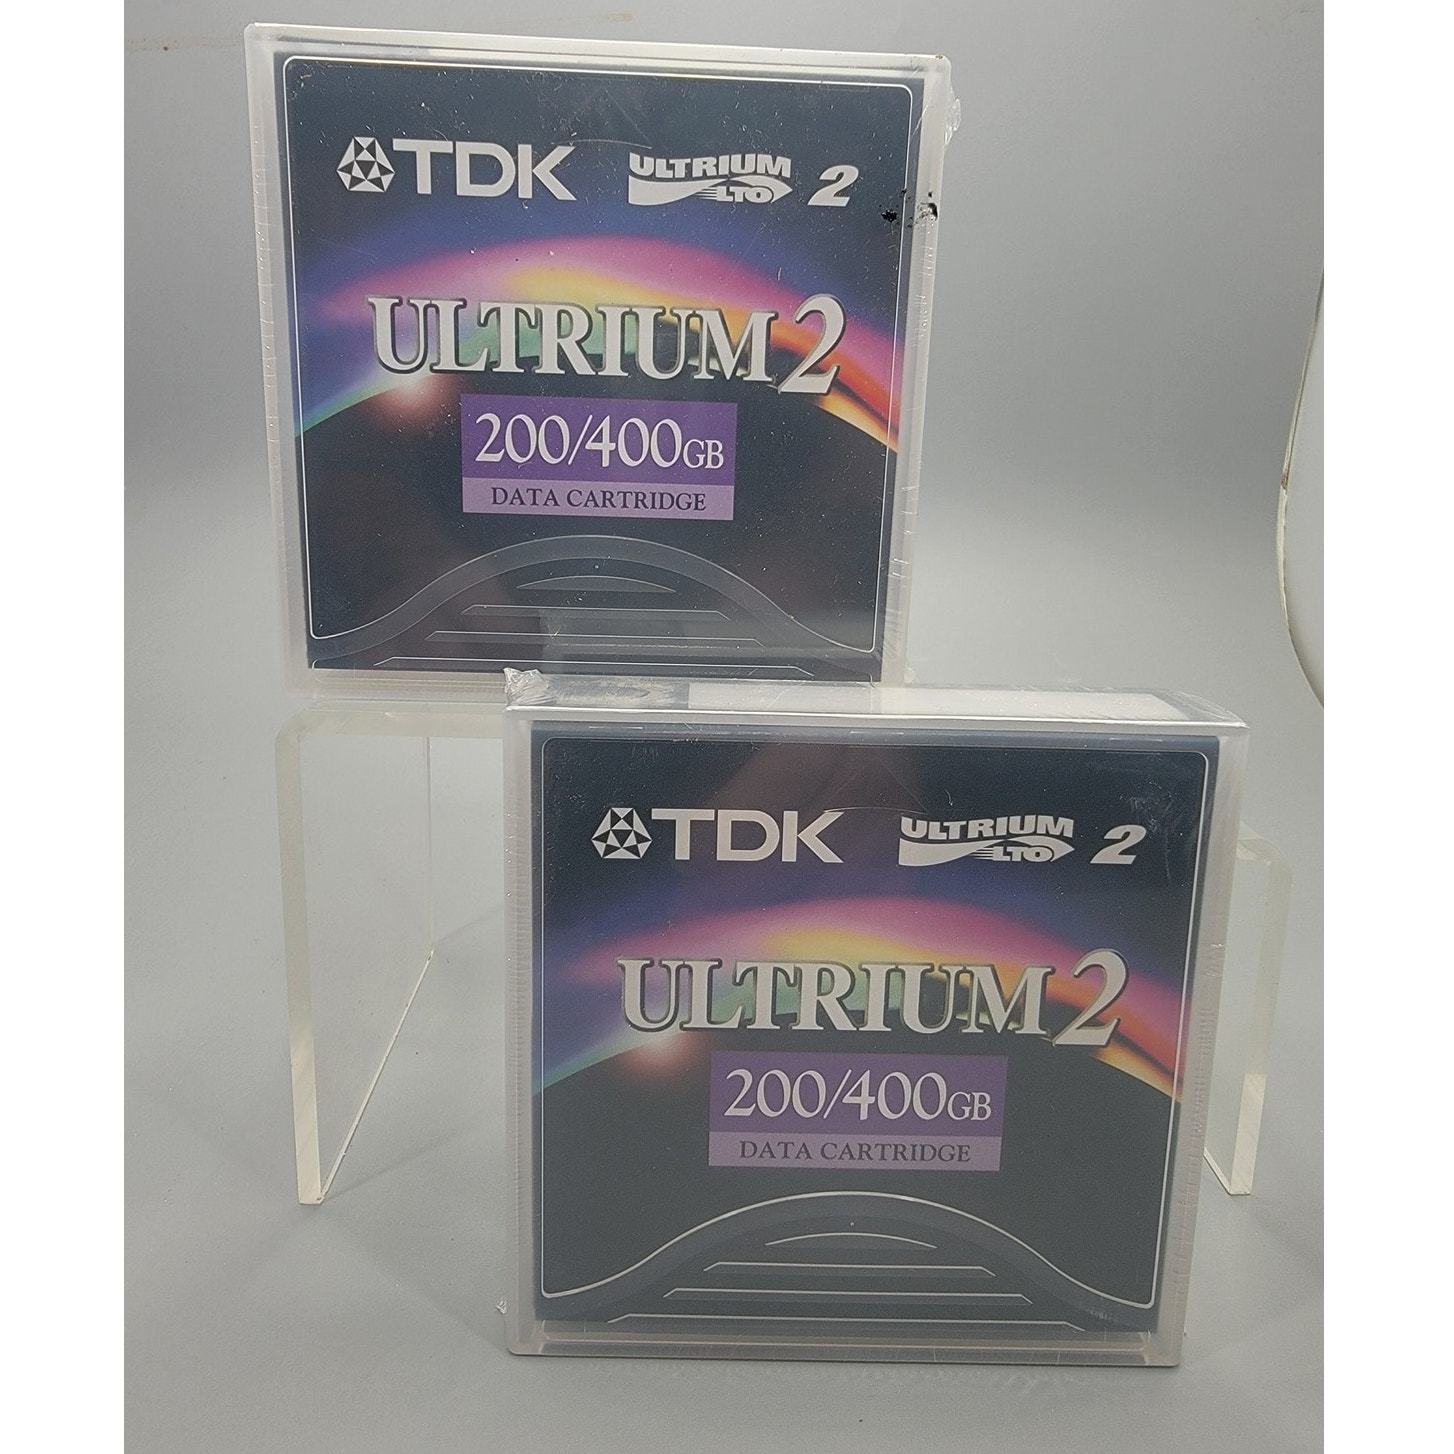 TDK ULTRIUM LTO 2
ULTRIUM 2
200/400GB
DATA CARTRIDGE
TDK ULTRIUM LTO 2
ULTRIUM 2
200/400GB
DATA CARTRIDGE